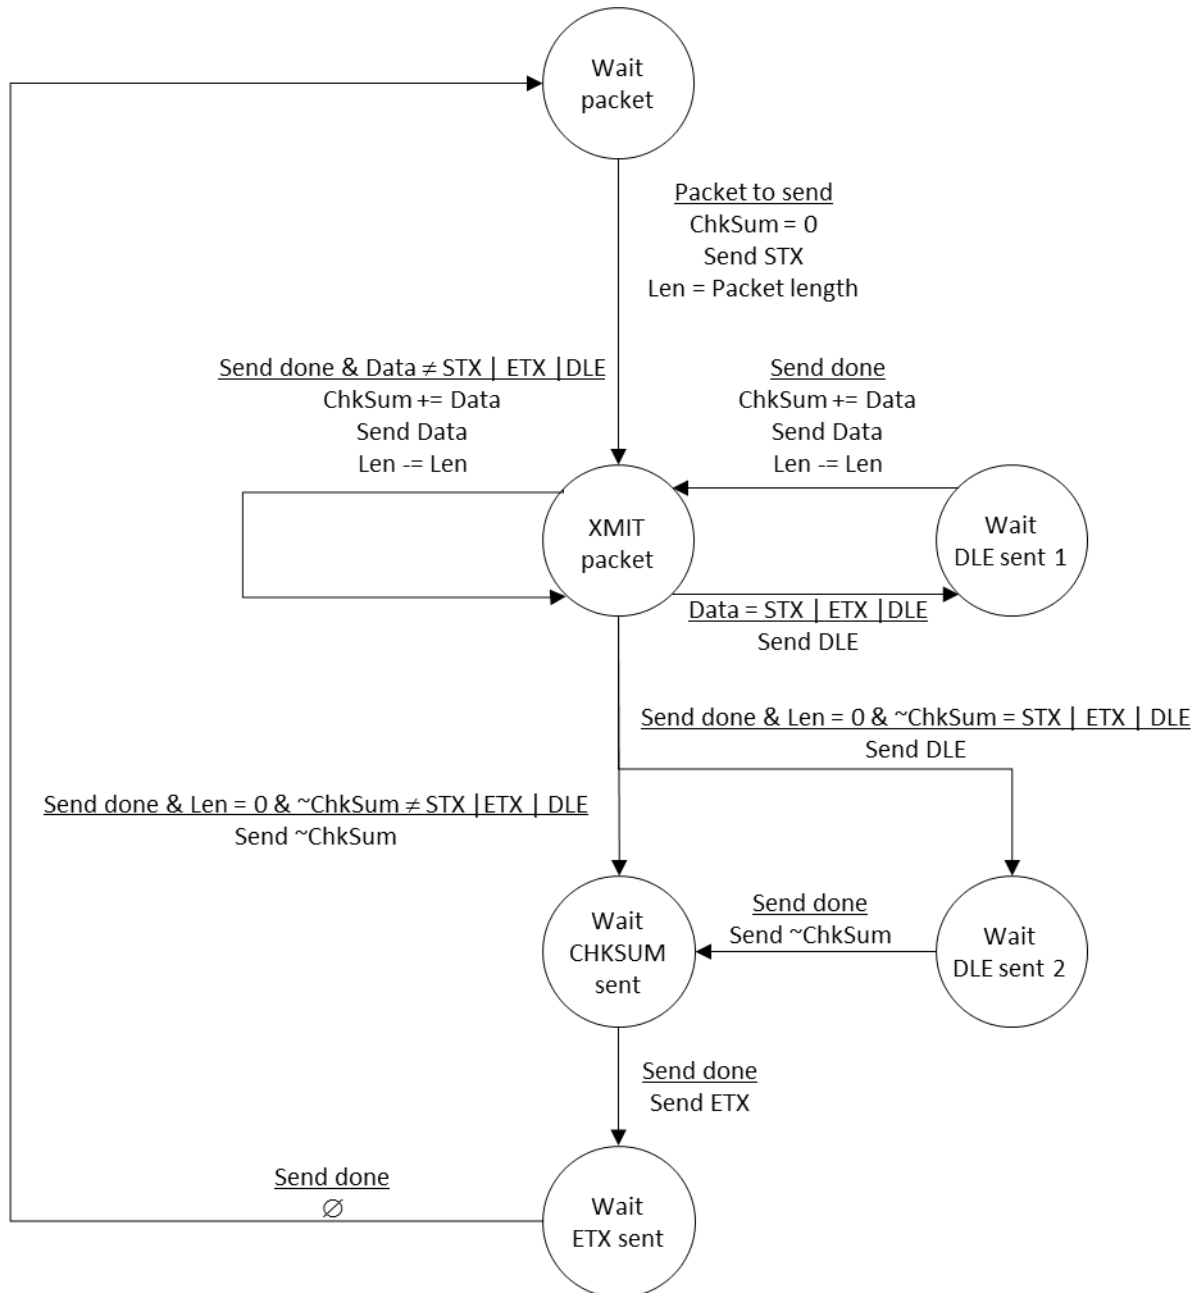 Wait
packet
Packet to send
ChkSum = 0
Send STX
Len = Packet length
Send done & Data ≠ STX | ETX |DLE
ChkSum += Data
Send Data
Len -= Len
Send done
ChkSum += Data
Send Data
Len -= Len
XMIT
packet
Wait
DLE sent 1
Data = STX | ETX |DLE
Send DLE
Send done & Len = 0 & ~ChkSum = STX | ETX | DLE
Send DLE
Send done & Len = 0 & ~ChkSum ≠ STX |ETX | DLE
Send ~ChkSum
Wait
CHKSUM
sent
Send done
Send ~ChkSum
Wait
DLE sent 2
Send done
Send ETX
Send done
∅
Wait
ETX sent